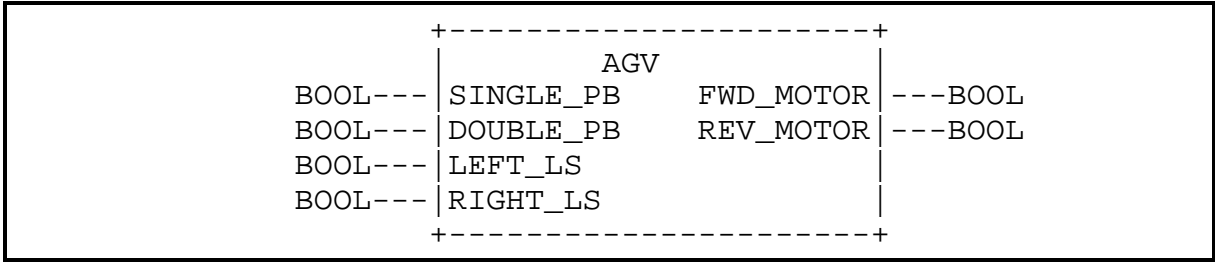 +----------------------+
| AGV |
BOOL---|SINGLE_PB FWD_MOTOR|---BOOL
BOOL---|DOUBLE_PB REV_MOTOR|---BOOL
BOOL---|LEFT_LS |
BOOL---|RIGHT_LS |
+----------------------+